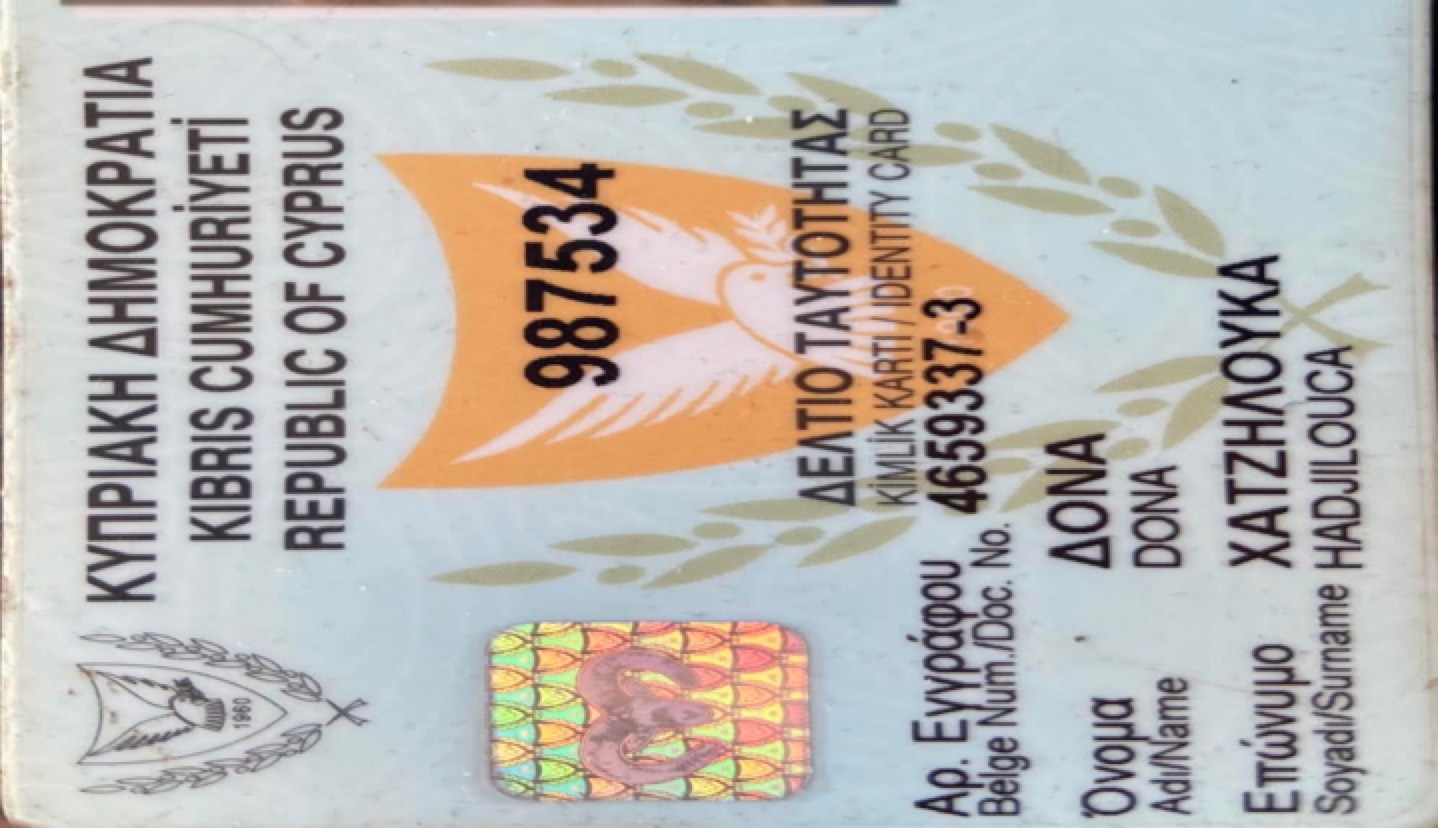 ΚΥΠΡΙΑΚΗ ΔΗΜΟΚΡΑΤΙΑ
KIBRIS CUMHURİYETİ
REPUBLIC OF CYPRUS
1960
987534
ΔΕΛΤΙΟ ΤΑΥΤΟΤΗΤΑΣ
KİMLİK KARTI / IDENTITY CARD
Αρ. Εγγράφου 4659337-3
Belge Num./Doc. No.
Όνομα ΔΟΝΑ
Adı/Name DONA
Επώνυμο ΧΑΤΖΗΛΟΥΚΑ
Soyadi/Surname HADJILOUCA